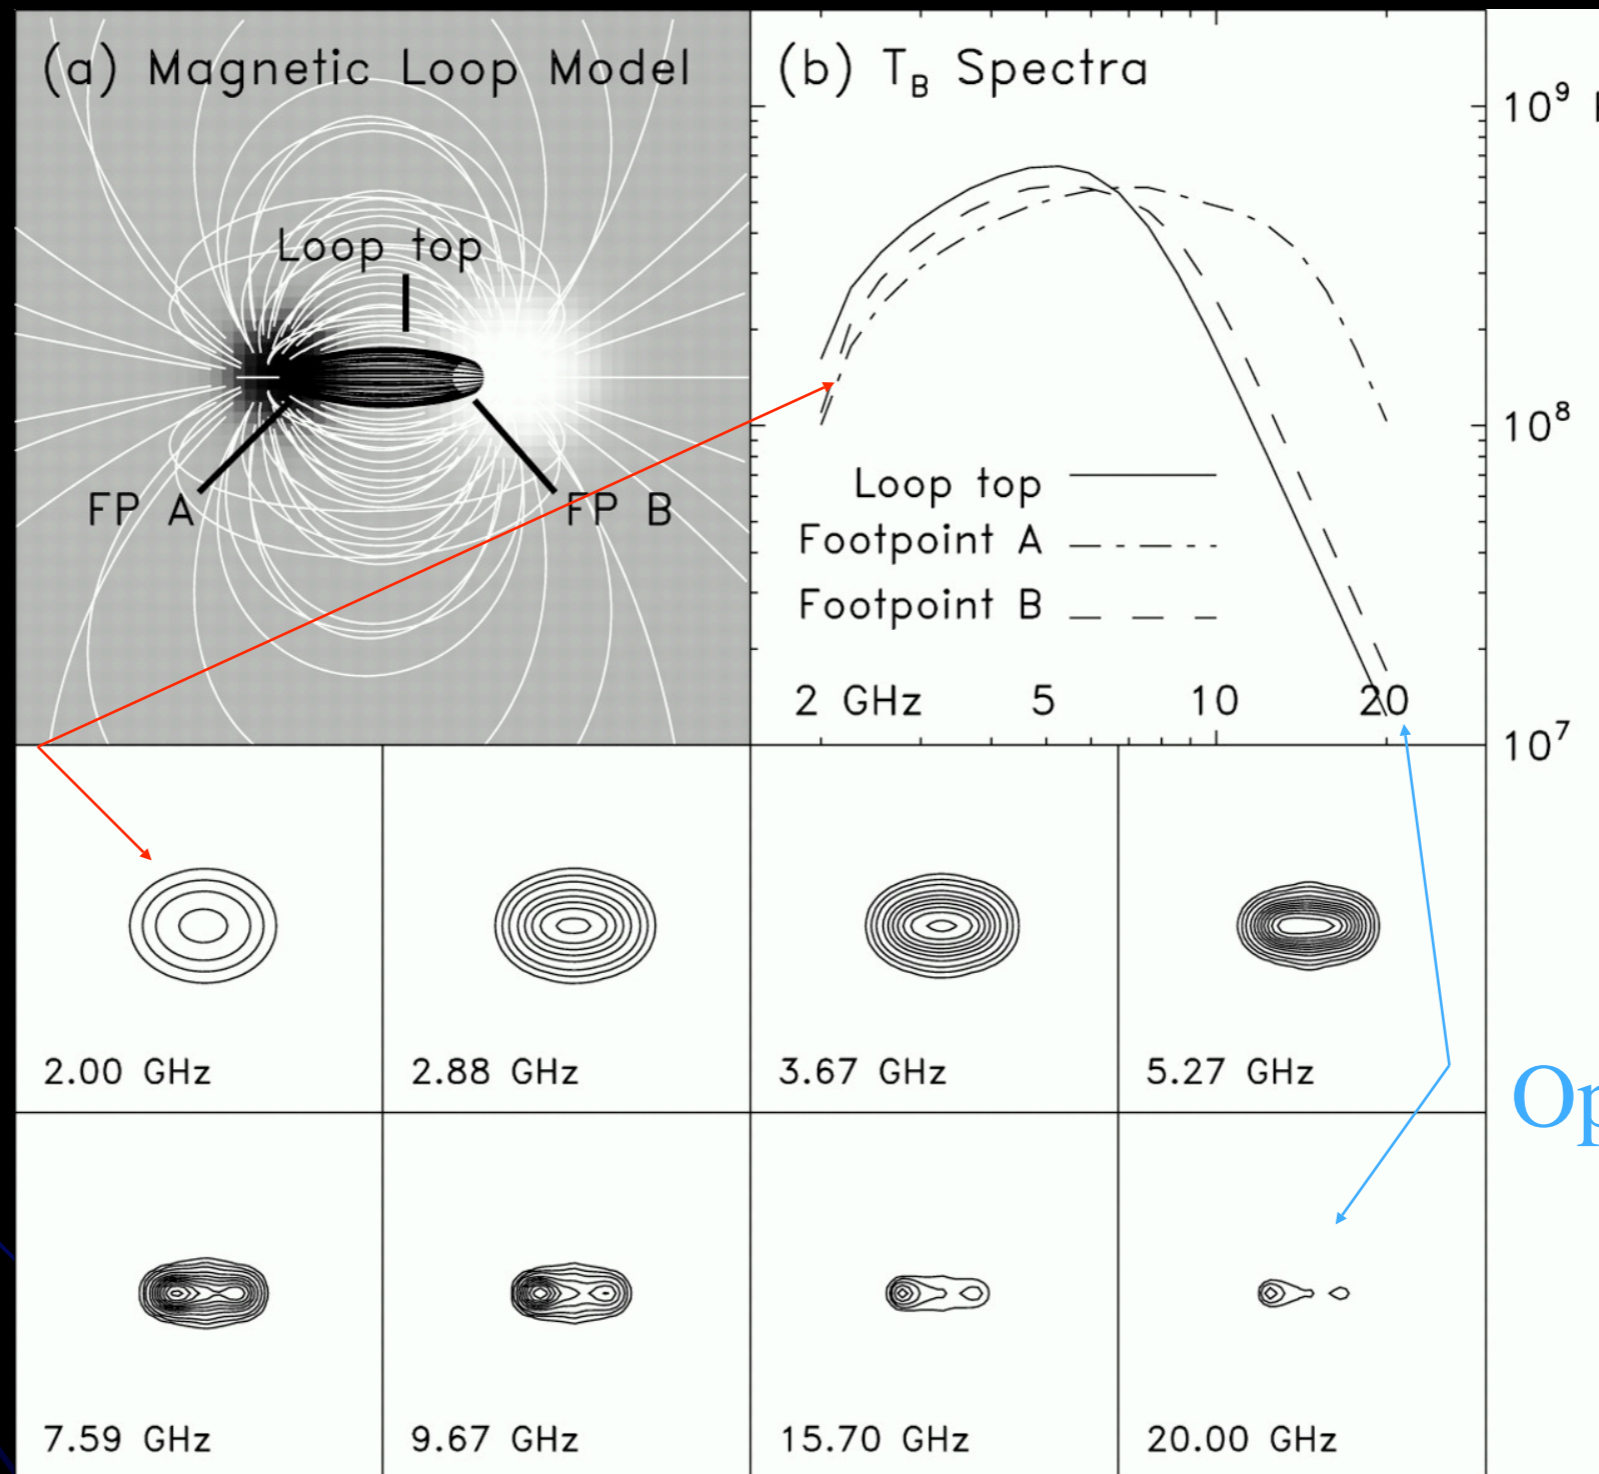 (a) Magnetic Loop Model
Loop top
FP A
FP B
(b) T_B Spectra
10⁹
10⁸
10⁷
Loop top
Footpoint A
Footpoint B
2 GHz 5 10 20
2.00 GHz
2.88 GHz
3.67 GHz
5.27 GHz
7.59 GHz
9.67 GHz
15.70 GHz
20.00 GHz